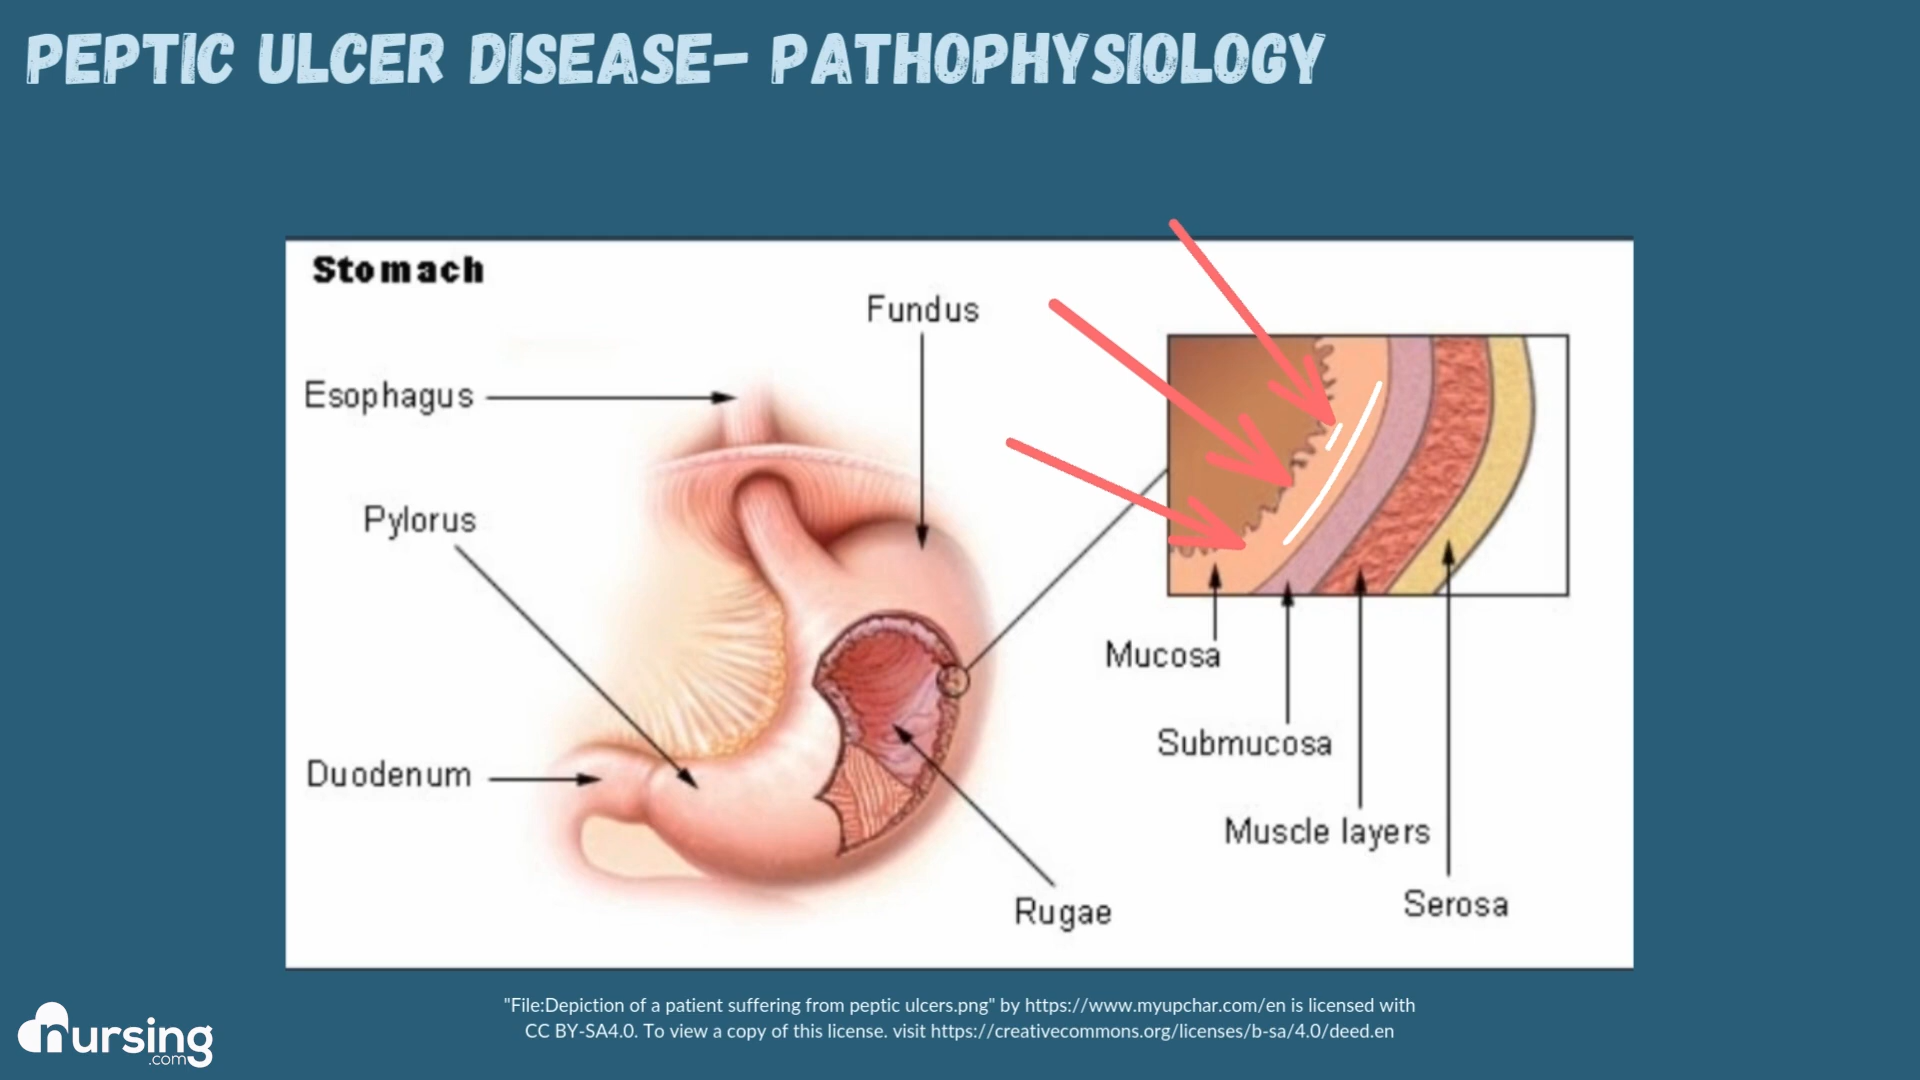 PEPTIC ULCER DISEASE- PATHOPHYSIOLOGY
Stomach
Fundus
Esophagus
Pylorus
Duodenum
Rugae
Mucosa
Submucosa
Muscle layers
Serosa
"File:Depiction of a patient suffering from peptic ulcers.png" by https://www.myupchar.com/en is licensed with
CC BY-SA4.0. To view a copy of this license. visit https://creativecommons.org/licenses/b-sa/4.0/deed.en
nursing
.com